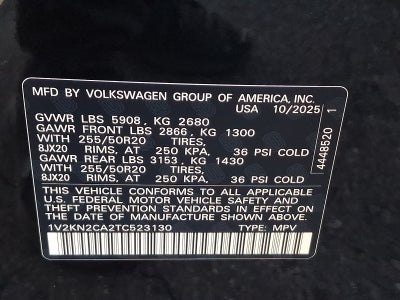 MFD BY VOLKSWAGEN GROUP OF AMERICA, INC.
USA 10/2025
GVWR LBS 5908, KG 2680
GAWR FRONT LBS 2866, KG 1300
WITH 255/50R20 TIRES,
8JX20 RIMS, AT 250 KPA, 36 PSI COLD
GAWR REAR LBS 3153, KG 1430
WITH 255/50R20 TIRES,
8JX20 RIMS, AT 250 KPA, 36 PSI COLD
THIS VEHICLE CONFORMS TO ALL APPLICABLE
U.S. FEDERAL MOTOR VEHICLE SAFETY
STANDARDS IN EFFECT ON THE
DATE OF MANUFACTURE SHOWN ABOVE.
1V2KN2CA2TC523130 TYPE: MPV
4448520 1